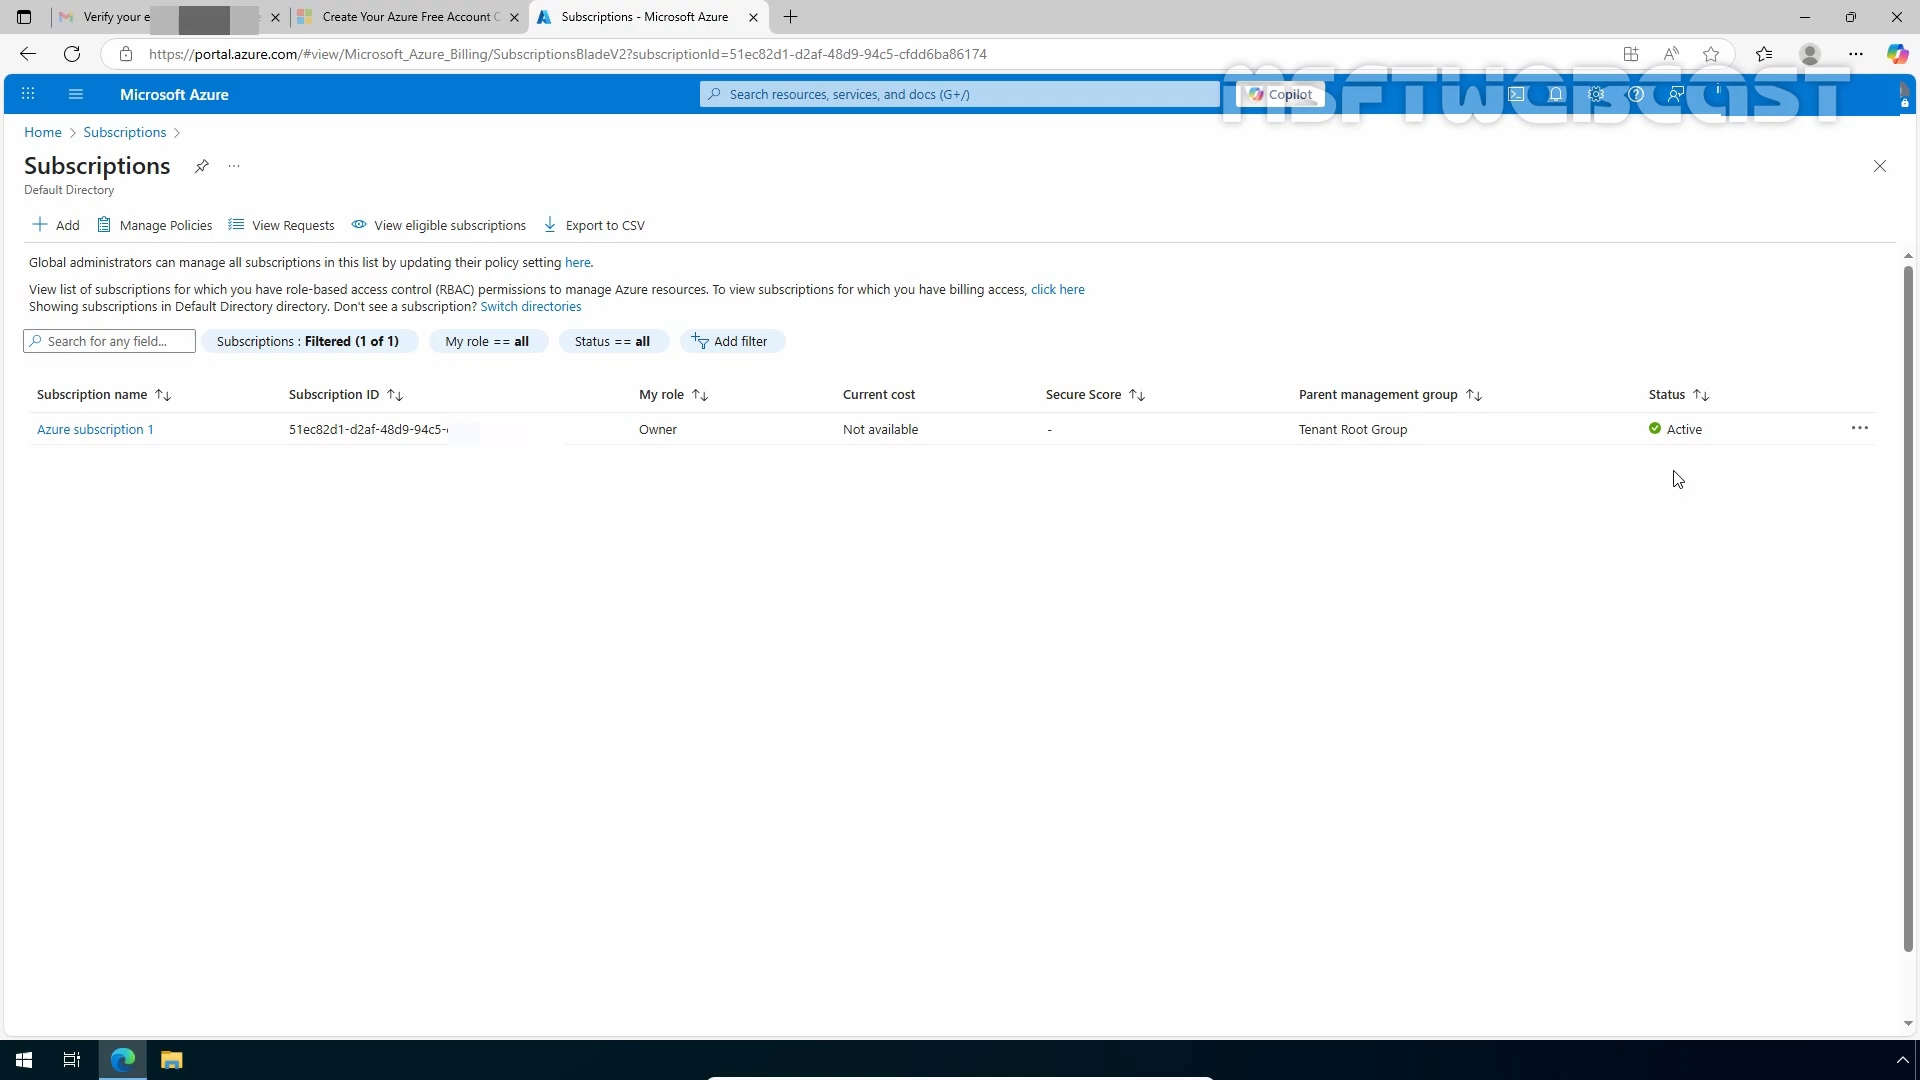 Verify your e
Create Your Azure Free Account
Subscriptions - Microsoft Azure
https://portal.azure.com/#view/Microsoft_Azure_Billing/SubscriptionsBladeV2?subscriptionId=51ec82d1-d2af-48d9-94c5-cfdd6ba86174
Microsoft Azure
Search resources, services, and docs (G+/)
Copilot
MSFTWEBCAST
Home > Subscriptions >
Subscriptions
Default Directory
Add
Manage Policies
View Requests
View eligible subscriptions
Export to CSV
Global administrators can manage all subscriptions in this list by updating their policy setting here.
View list of subscriptions for which you have role-based access control (RBAC) permissions to manage Azure resources. To view subscriptions for which you have billing access, click here
Showing subscriptions in Default Directory directory. Don't see a subscription? Switch directories
Search for any field...
Subscriptions : Filtered (1 of 1)
My role == all
Status == all
Add filter
Subscription name
Subscription ID
My role
Current cost
Secure Score
Parent management group
Status
Azure subscription 1
51ec82d1-d2af-48d9-94c5-
Owner
Not available
-
Tenant Root Group
Active